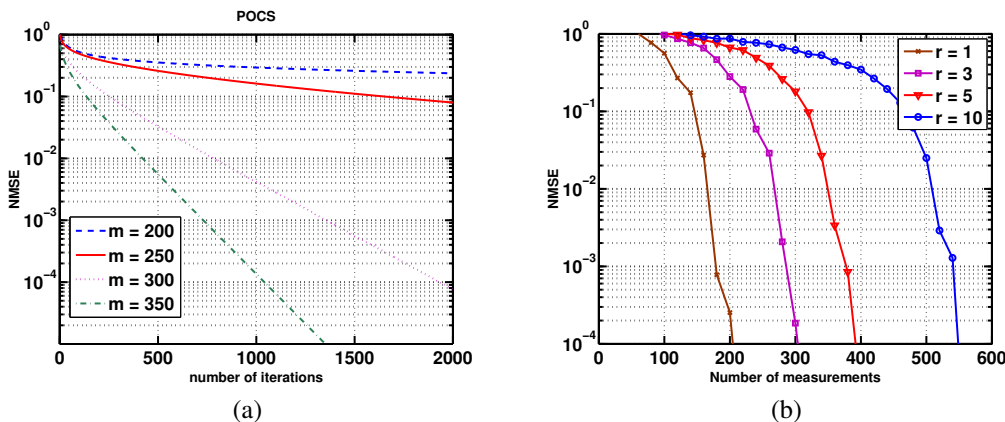 POCS
10^0
10^-1
10^-2
10^-3
10^-4
NMSE
m = 200
m = 250
m = 300
m = 350
0
500
1000
1500
2000
number of iterations
(a)
10^0
10^-1
10^-2
10^-3
10^-4
NMSE
r = 1
r = 3
r = 5
r = 10
0
100
200
300
400
500
600
Number of measurements
(b)